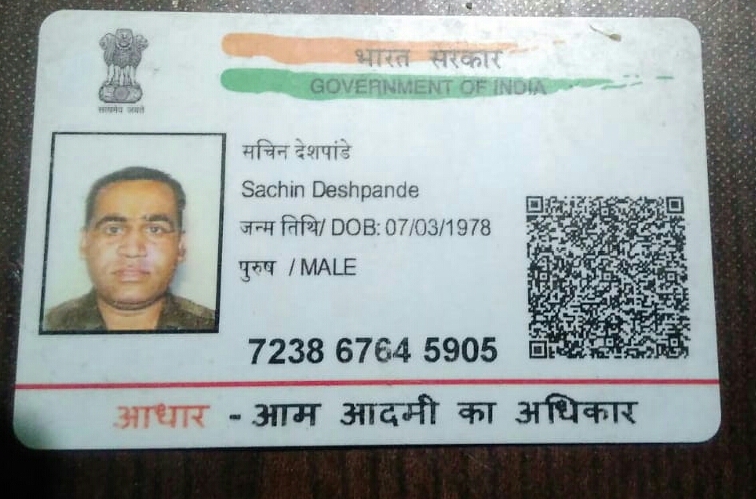 भारत सरकार
GOVERNMENT OF INDIA
सत्यमेव जयते
सचिन देशपांडे
Sachin Deshpande
जन्म तिथि/ DOB: 07/03/1978
पुरुष / MALE
7238 6764 5905
आधार - आम आदमी का अधिकार